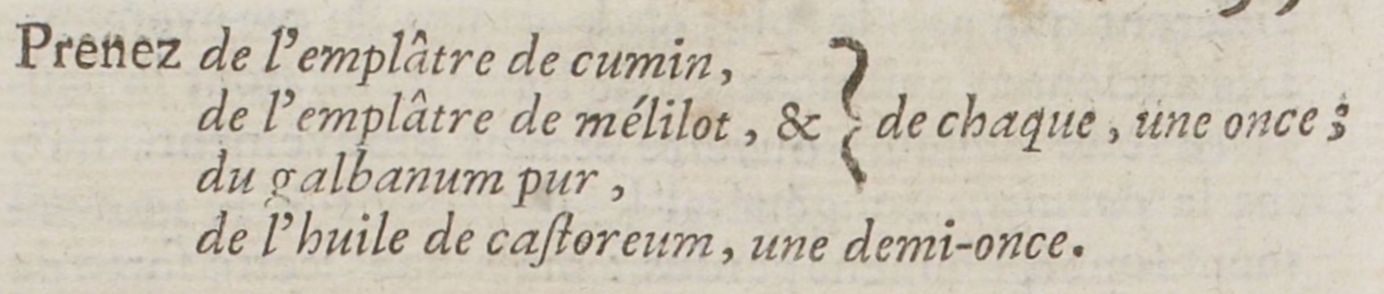 Prenez de l'emplâtre de cumin,
de l'emplâtre de mélilot, & } de chaque, une once;
du galbanum pur,
de l'huile de caſtoreum, une demi-once.